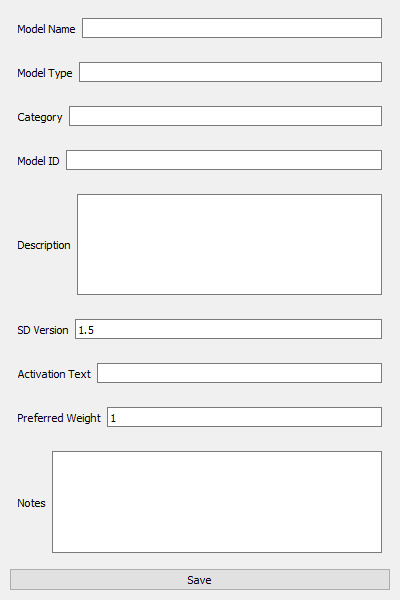 Model Name
Model Type
Category
Model ID
Description
SD Version 1.5
Activation Text
Preferred Weight 1
Notes
Save